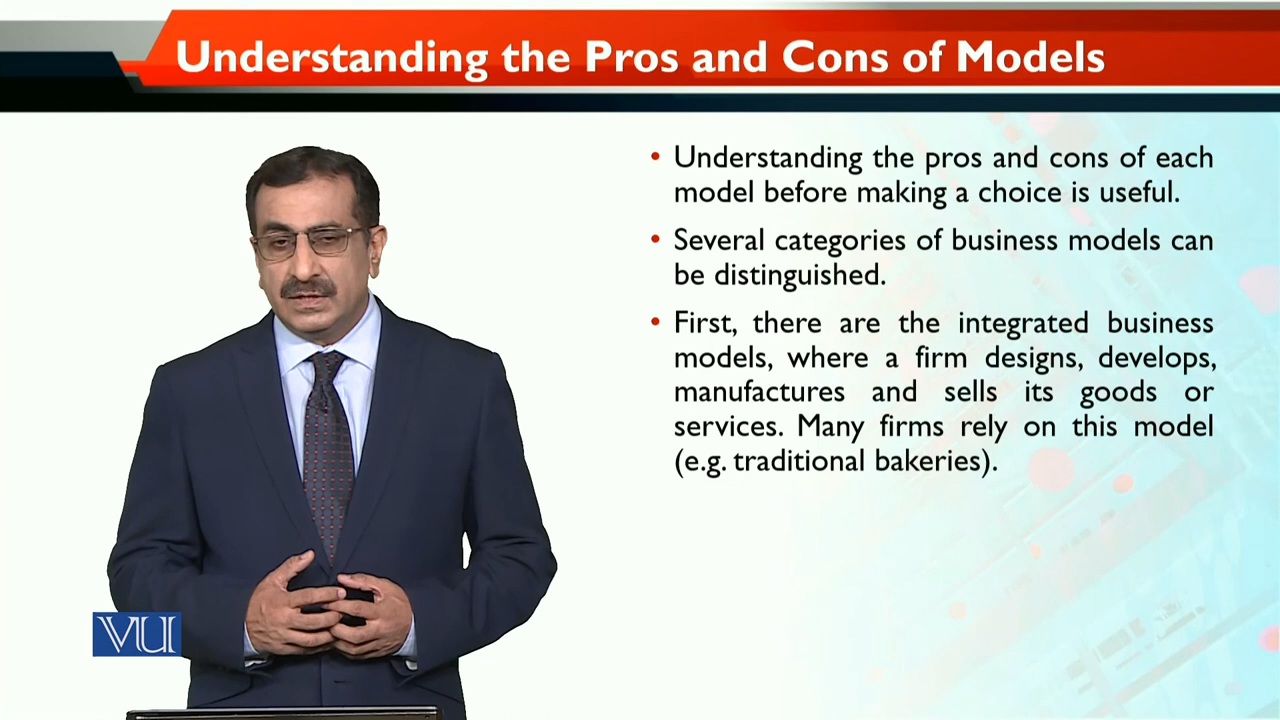 Understanding the Pros and Cons of Models
• Understanding the pros and cons of each
model before making a choice is useful.
• Several categories of business models can
be distinguished.
• First, there are the integrated business
models, where a firm designs, develops,
manufactures and sells its goods or
services. Many firms rely on this model
(e.g. traditional bakeries).
VU